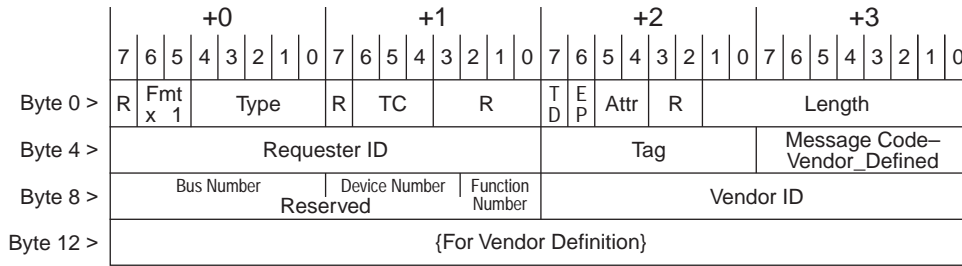 +0 +1 +2 +3
7 6 5 4 3 2 1 0 7 6 5 4 3 2 1 0 7 6 5 4 3 2 1 0 7 6 5 4 3 2 1 0
Byte 0 > R Fmt x 1 Type R TC R TD EP Attr R Length
Byte 4 > Requester ID Tag Message Code– Vendor_Defined
Byte 8 > Bus Number Device Number Function Number Reserved Vendor ID
Byte 12 > {For Vendor Definition}